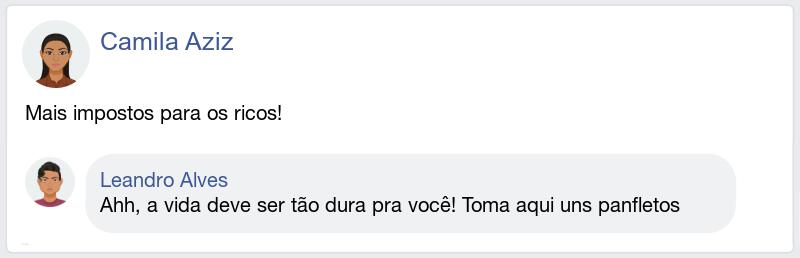 Camila Aziz
Mais impostos para os ricos!
Leandro Alves
Ahh, a vida deve ser tão dura pra você! Toma aqui uns panfletos